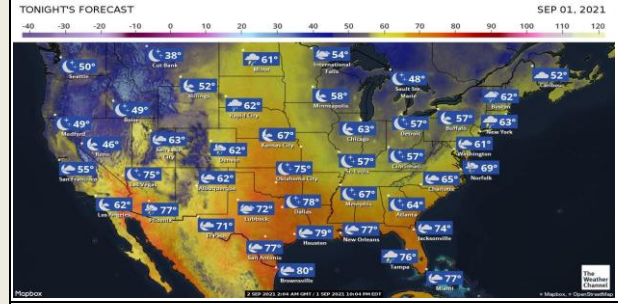 TONIGHT'S FORECAST
SEP 01, 2021
-40 -30 -20 -10 0 10 20 30 40 50 60 70 80 90 100 110 120
50°
Seattle
38°
Cut Bank
61°
Minot
54°
International
Falls
48°
Sault Ste
Marie
52°
Caribou
52°
Billings
49°
Boise
62°
Rapid City
58°
Minneapolis
62°
Boston
49°
Medford
57°
Detroit
57°
Buffalo
63°
New York
46°
Reno
63°
Salt Lake
City
62°
Denver
67°
Kansas City
63°
Chicago
61°
Washington
55°
San Francisco
75°
Las Vegas
62°
Albuquerque
75°
Oklahoma City
57°
St. Louis
57°
Cincinnati
69°
Norfolk
65°
Charlotte
62°
Los Angeles
77°
Phoenix
72°
Lubbock
78°
Dallas
67°
Memphis
64°
Atlanta
71°
El Paso
77°
San Antonio
79°
Houston
77°
New Orleans
74°
Jacksonville
80°
Brownsville
76°
Tampa
77°
Miami
The
Weather
Channel
Mapbox
2 SEP 2021 2:04 AM GMT / 1 SEP 2021 10:04 PM EDT
© Mapbox, © OpenStreetMap